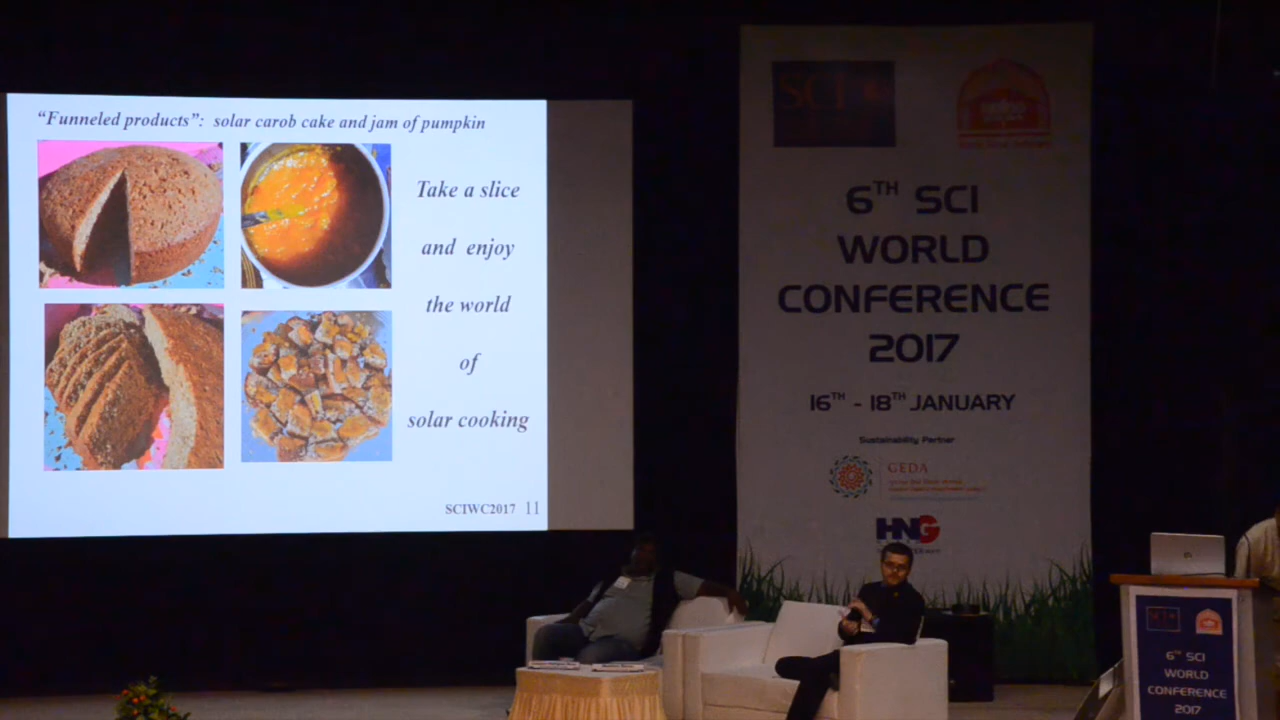 “Funneled products”: solar carob cake and jam of pumpkin
Take a slice
and enjoy
the world
of
solar cooking
SCIWC2017 11
SCI
6TH SCI
WORLD
CONFERENCE
2017
16TH - 18TH JANUARY
Sustainability Partner
GEDA
HNG
6TH SCI
WORLD
CONFERENCE
2017